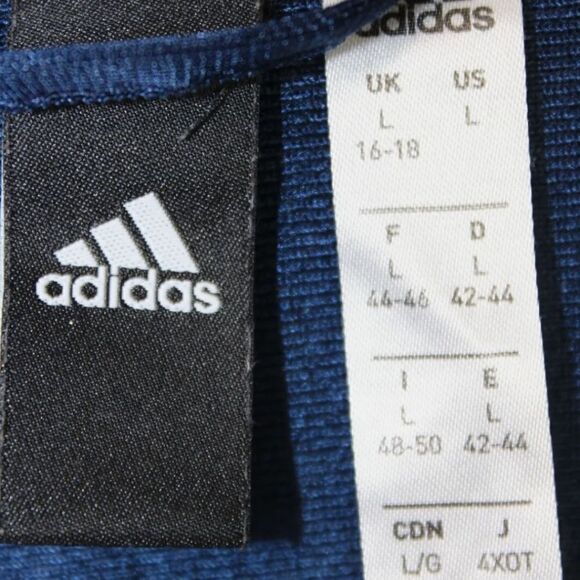 adidas
adidas
UK US
L L
16-18
F D
L L
44-46 42-44
I E
L L
48-50 42-44
CDN J
L/G 4XOT